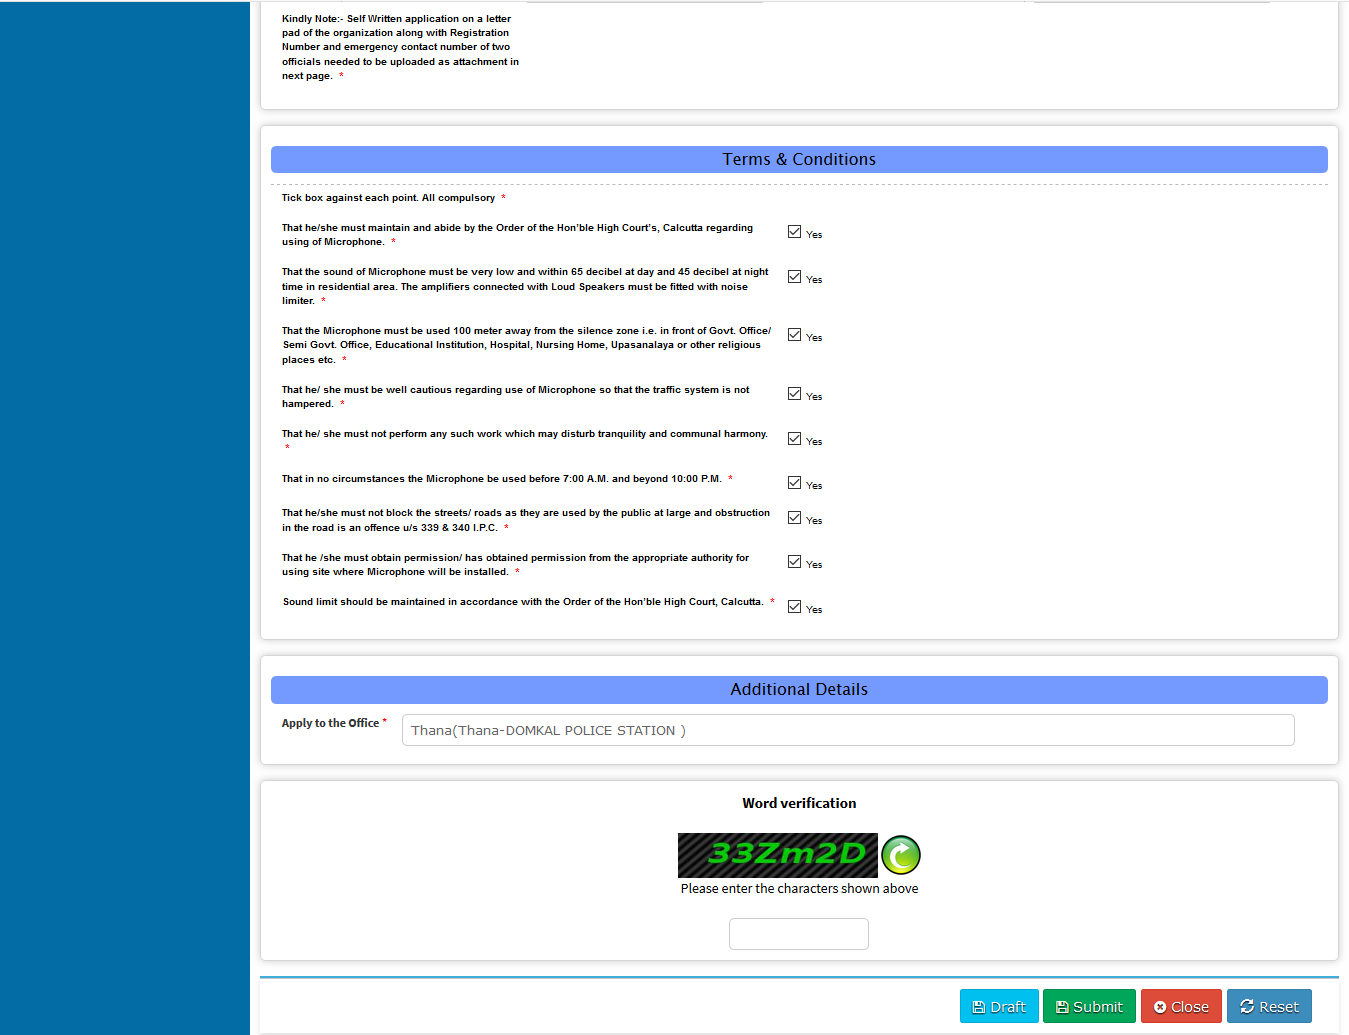 Kindly Note:- Self Written application on a letter
pad of the organization along with Registration
Number and emergency contact number of two
officials needed to be uploaded as attachment in
next page. *
Terms & Conditions
Tick box against each point. All compulsory *
That he/she must maintain and abide by the Order of the Hon'ble High Court's, Calcutta regarding
using of Microphone. *
Yes
That the sound of Microphone must be very low and within 65 decibel at day and 45 decibel at night
time in residential area. The amplifiers connected with Loud Speakers must be fitted with noise
limiter. *
Yes
That the Microphone must be used 100 meter away from the silence zone i.e. in front of Govt. Office/
Semi Govt. Office, Educational Institution, Hospital, Nursing Home, Upasanalaya or other religious
places etc. *
Yes
That he/ she must be well cautious regarding use of Microphone so that the traffic system is not
hampered. *
Yes
That he/ she must not perform any such work which may disturb tranquility and communal harmony.
*
Yes
That in no circumstances the Microphone be used before 7:00 A.M. and beyond 10:00 P.M. *
Yes
That he/she must not block the streets/ roads as they are used by the public at large and obstruction
in the road is an offence u/s 339 & 340 I.P.C. *
Yes
That he /she must obtain permission/ has obtained permission from the appropriate authority for
using site where Microphone will be installed. *
Yes
Sound limit should be maintained in accordance with the Order of the Hon'ble High Court, Calcutta. *
Yes
Additional Details
Apply to the Office *
Thana(Thana-DOMKAL POLICE STATION )
Word verification
33Zm2D
Please enter the characters shown above
Draft
Submit
Close
Reset